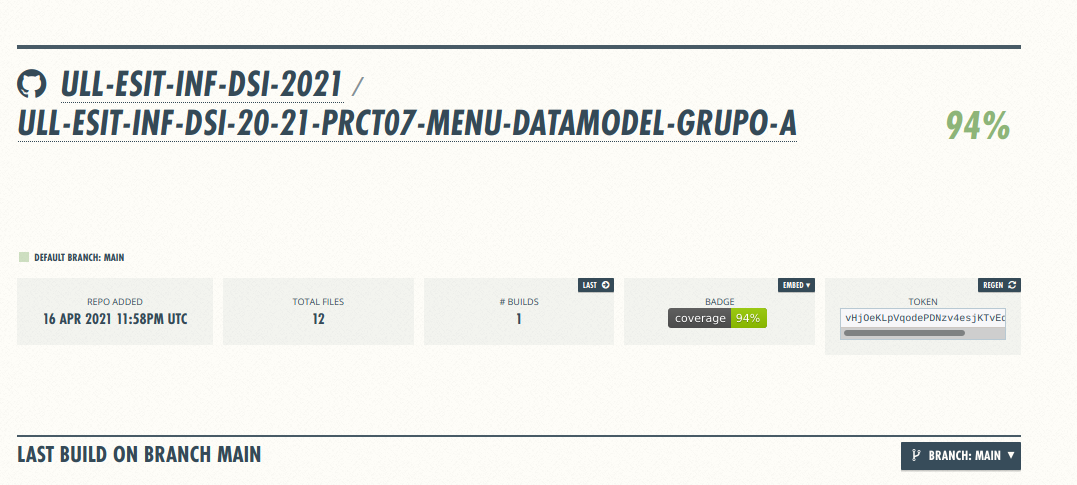 ULL-ESIT-INF-DSI-2021 /
ULL-ESIT-INF-DSI-20-21-PRCT07-MENU-DATAMODEL-GRUPO-A
94%
DEFAULT BRANCH: MAIN
REPO ADDED
16 APR 2021 11:58PM UTC
TOTAL FILES
12
LAST
# BUILDS
1
EMBED ▾
BADGE
coverage 94%
REGEN
TOKEN
vHjOeKLpVqodePDNzv4esjKTvEc
LAST BUILD ON BRANCH MAIN
BRANCH: MAIN ▼